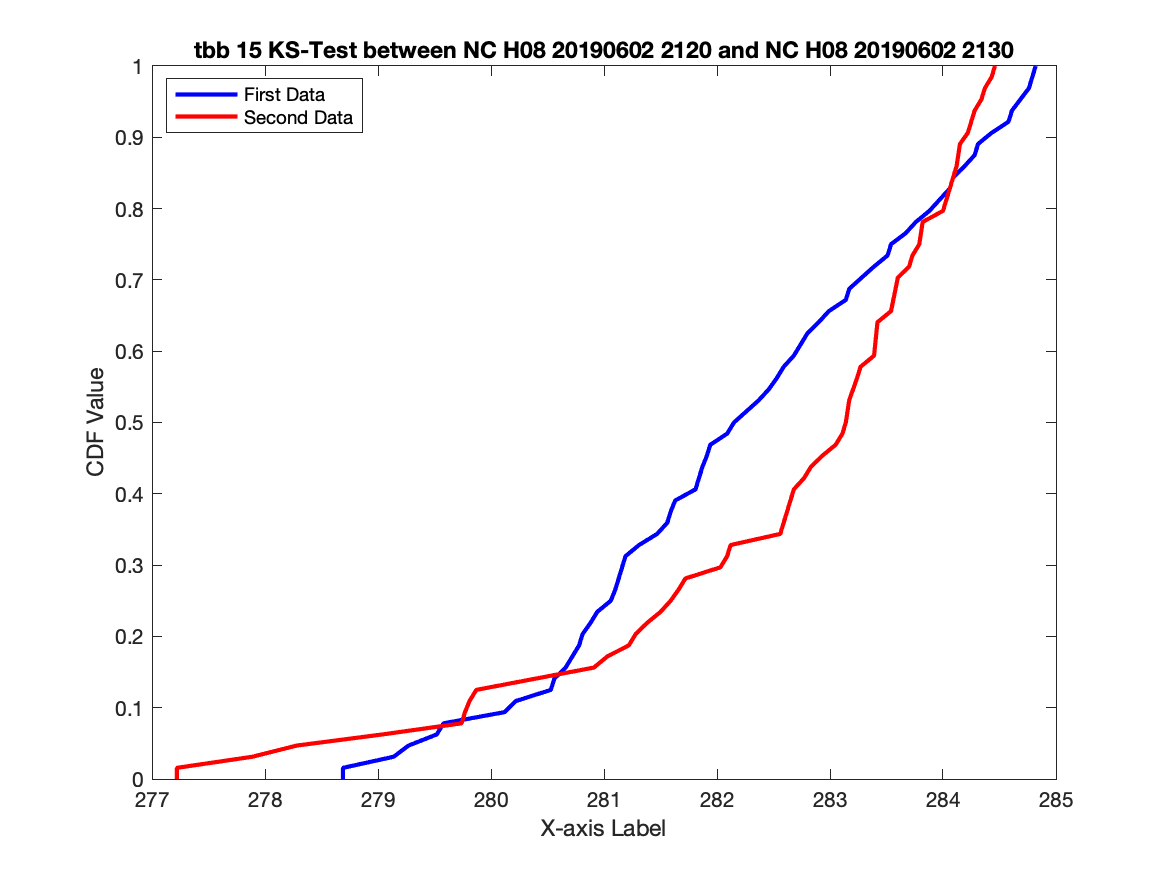 tbb 15 KS-Test between NC H08 20190602 2120 and NC H08 20190602 2130
First Data
Second Data
1
0.9
0.8
0.7
0.6
0.5
0.4
0.3
0.2
0.1
0
CDF Value
277 278 279 280 281 282 283 284 285
X-axis Label